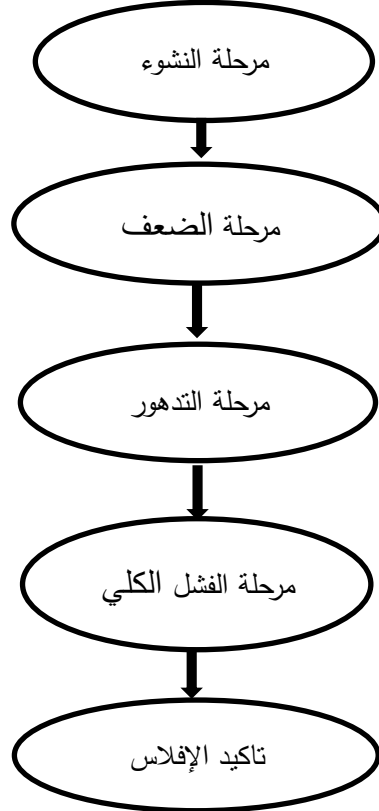 مرحلة النشوء
مرحلة الضعف
مرحلة التدهور
مرحلة الفشل الكلي
تاكيد الإفلاس